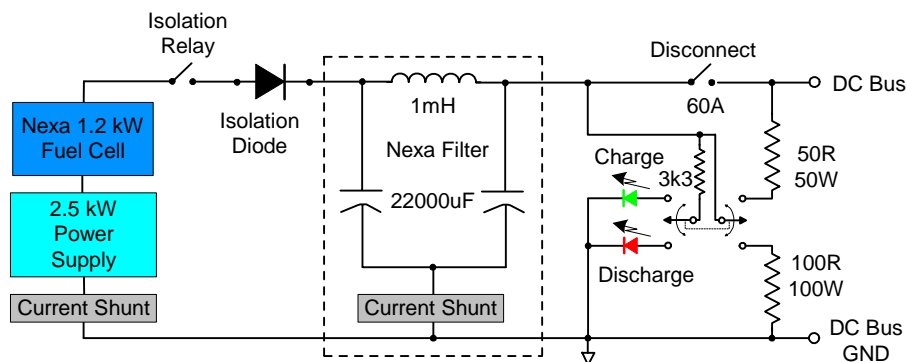 Isolation
Relay
Disconnect
DC Bus
1mH
60A
Nexa 1.2 kW
Fuel Cell
Isolation
Diode
Nexa Filter
Charge
3k3
50R
50W
2.5 kW
Power
Supply
22000uF
Discharge
100R
100W
Current Shunt
Current Shunt
DC Bus
GND